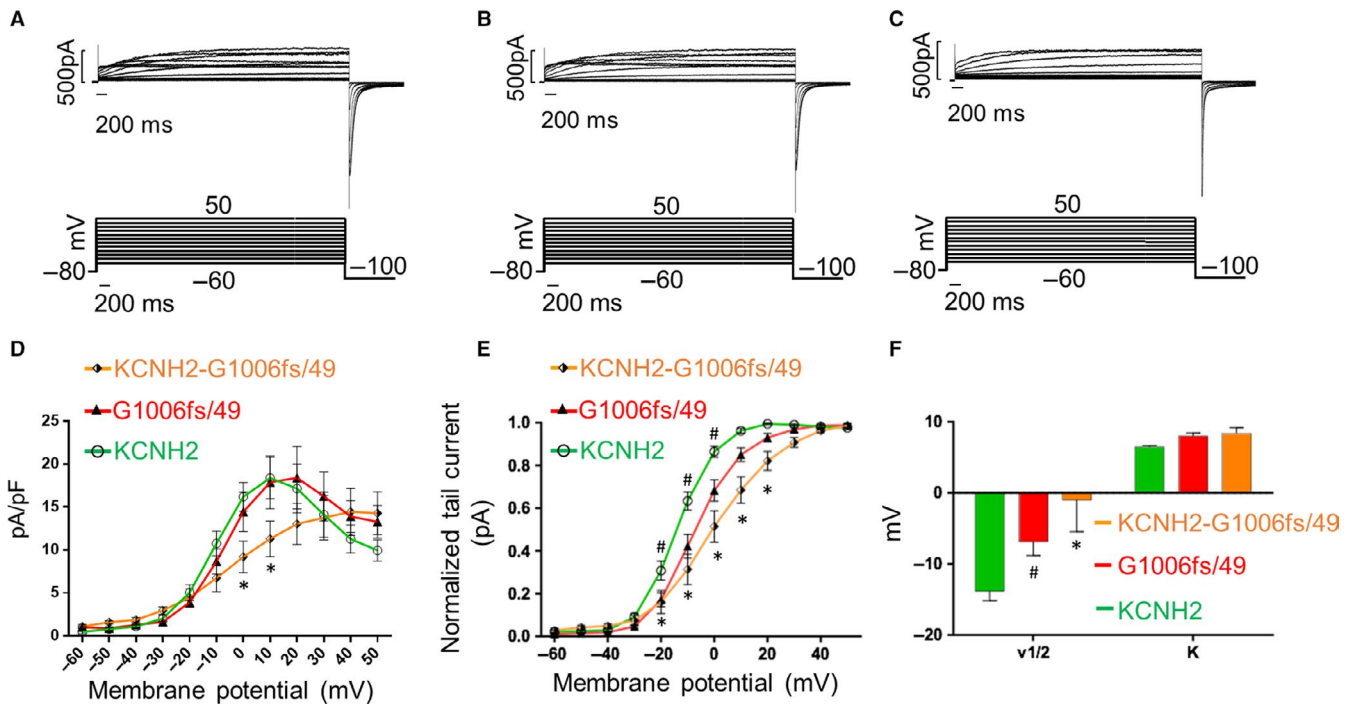 A
500pA
200 ms
50
mV
–80
–60
–100
200 ms
B
500pA
200 ms
50
mV
–80
–60
–100
200 ms
C
500pA
200 ms
50
mV
–80
–60
–100
200 ms
D
KCNH2-G1006fs/49
G1006fs/49
KCNH2
25
20
15
10
5
0
pA/pF
* *
–60 –50 –40 –30 –20 –10 0 10 20 30 40 50
Membrane potential (mV)
E
KCNH2-G1006fs/49
G1006fs/49
KCNH2
1.0
0.8
0.6
0.4
0.2
0.0
Normalized tail current
(pA)
# # #
* * * * *
–60 –40 –20 0 20 40
Membrane potential (mV)
F
10
0
–10
–20
mV
# *
KCNH2-G1006fs/49
G1006fs/49
KCNH2
v1/2 K